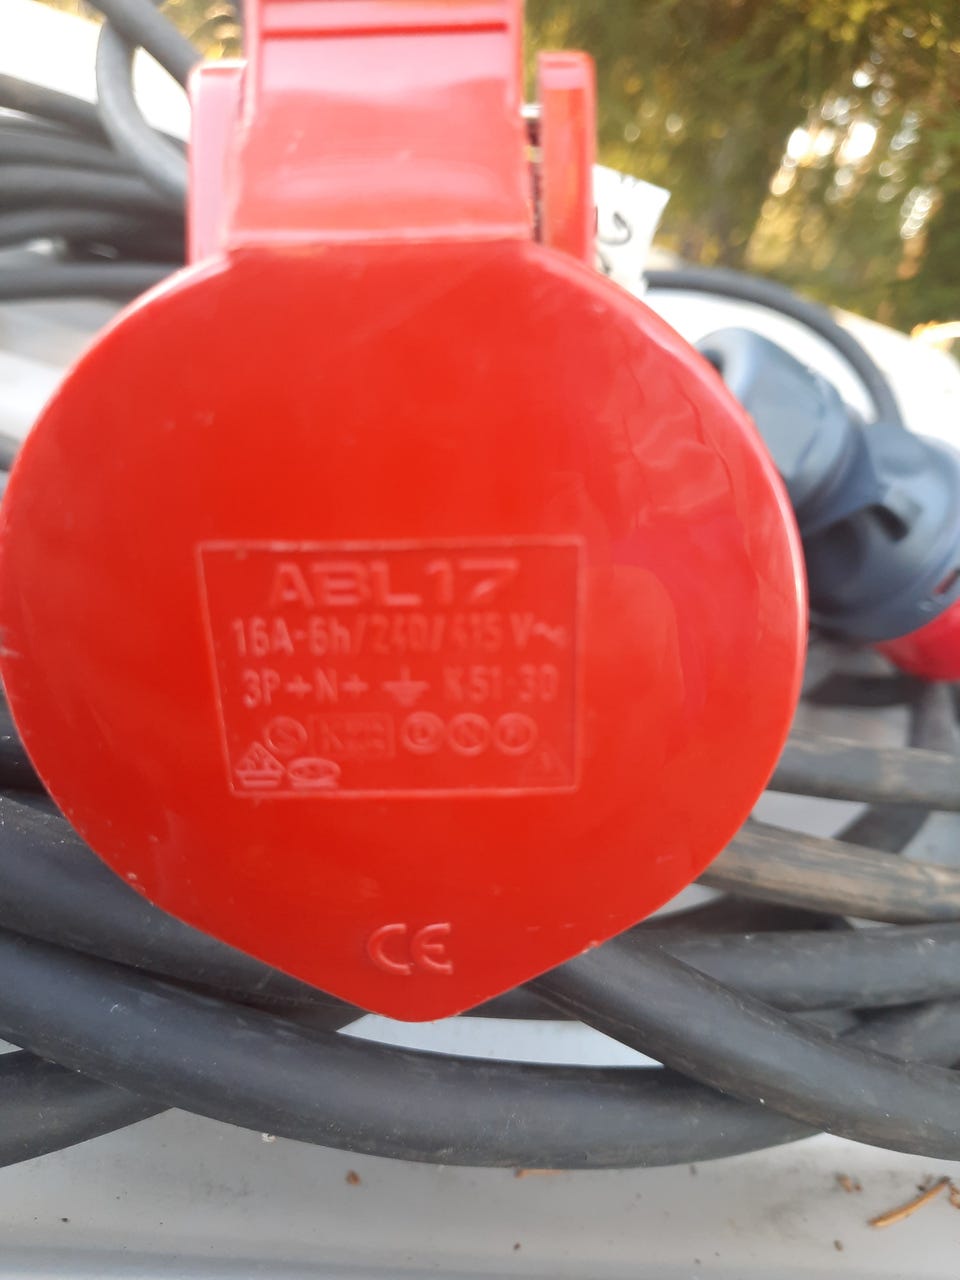 ABL17
16A-6h/240/415 V~
3P+N+⏚ K51-30
CE